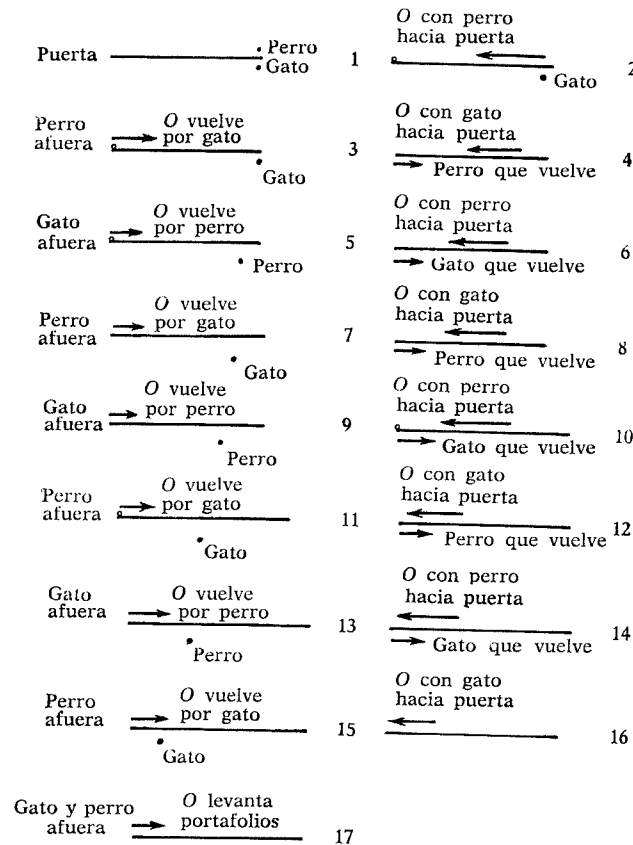 Puerta
Perro
Gato
1
O con perro
hacia puerta
Gato
2
Perro
afuera
O vuelve
por gato
Gato
3
O con gato
hacia puerta
Perro que vuelve
4
Gato
afuera
O vuelve
por perro
Perro
5
O con perro
hacia puerta
Gato que vuelve
6
Perro
afuera
O vuelve
por gato
Gato
7
O con gato
hacia puerta
Perro que vuelve
8
Gato
afuera
O vuelve
por perro
Perro
9
O con perro
hacia puerta
Gato que vuelve
10
Perro
afuera
O vuelve
por gato
Gato
11
O con gato
hacia puerta
Perro que vuelve
12
Gato
afuera
O vuelve
por perro
Perro
13
O con perro
hacia puerta
Gato que vuelve
14
Perro
afuera
O vuelve
por gato
Gato
15
O con gato
hacia puerta
16
Gato y perro
afuera
O levanta
portafolios
17